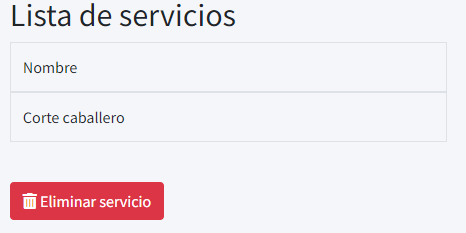 Lista de servicios
Nombre
Corte caballero
Eliminar servicio